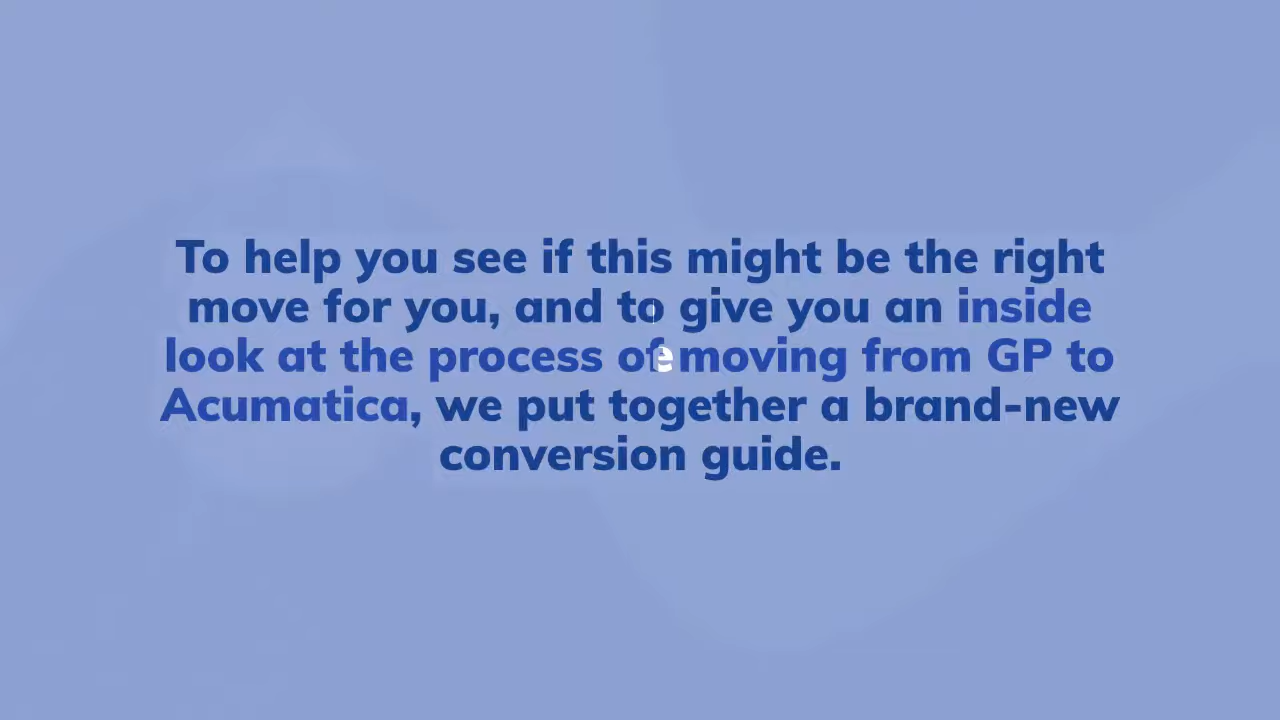 To help you see if this might be the right
move for you, and to give you an inside
look at the process of moving from GP to
Acumatica, we put together a brand-new
conversion guide.
e